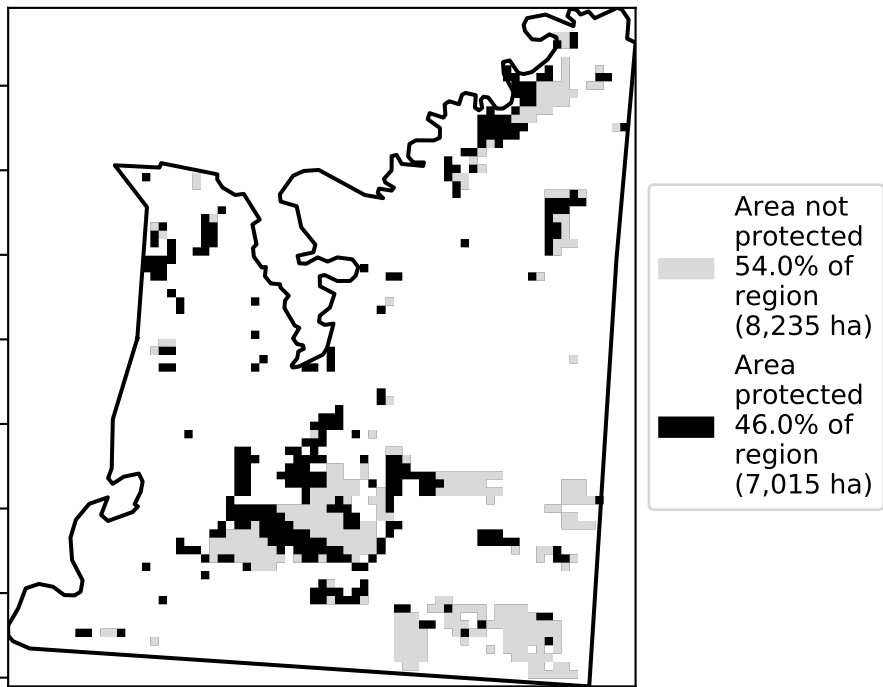 Area not
protected
54.0% of
region
(8,235 ha)
Area
protected
46.0% of
region
(7,015 ha)